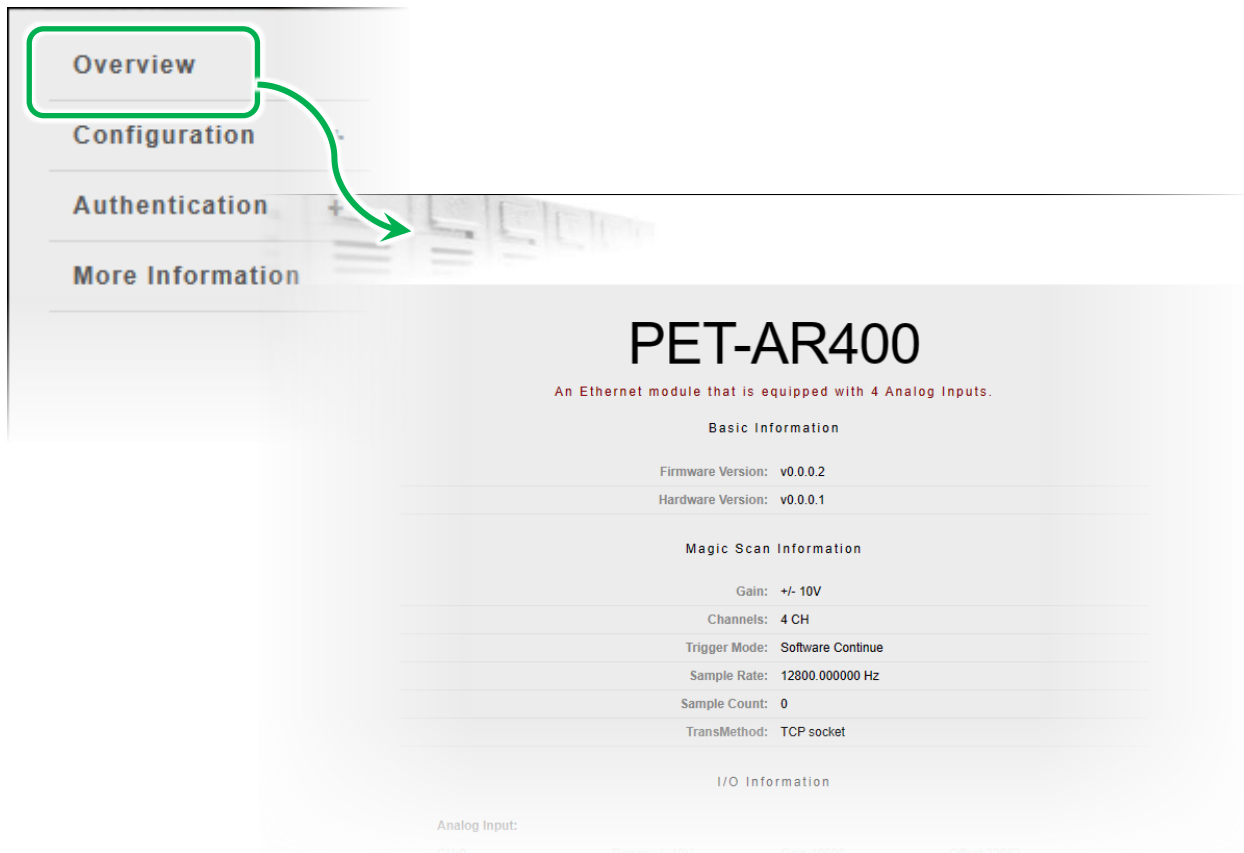 Overview
Configuration
Authentication +
More Information
PET-AR400
An Ethernet module that is equipped with 4 Analog Inputs.
Basic Information
Firmware Version: v0.0.0.2
Hardware Version: v0.0.0.1
Magic Scan Information
Gain: +/- 10V
Channels: 4 CH
Trigger Mode: Software Continue
Sample Rate: 12800.000000 Hz
Sample Count: 0
TransMethod: TCP socket
I/O Information
Analog Input: